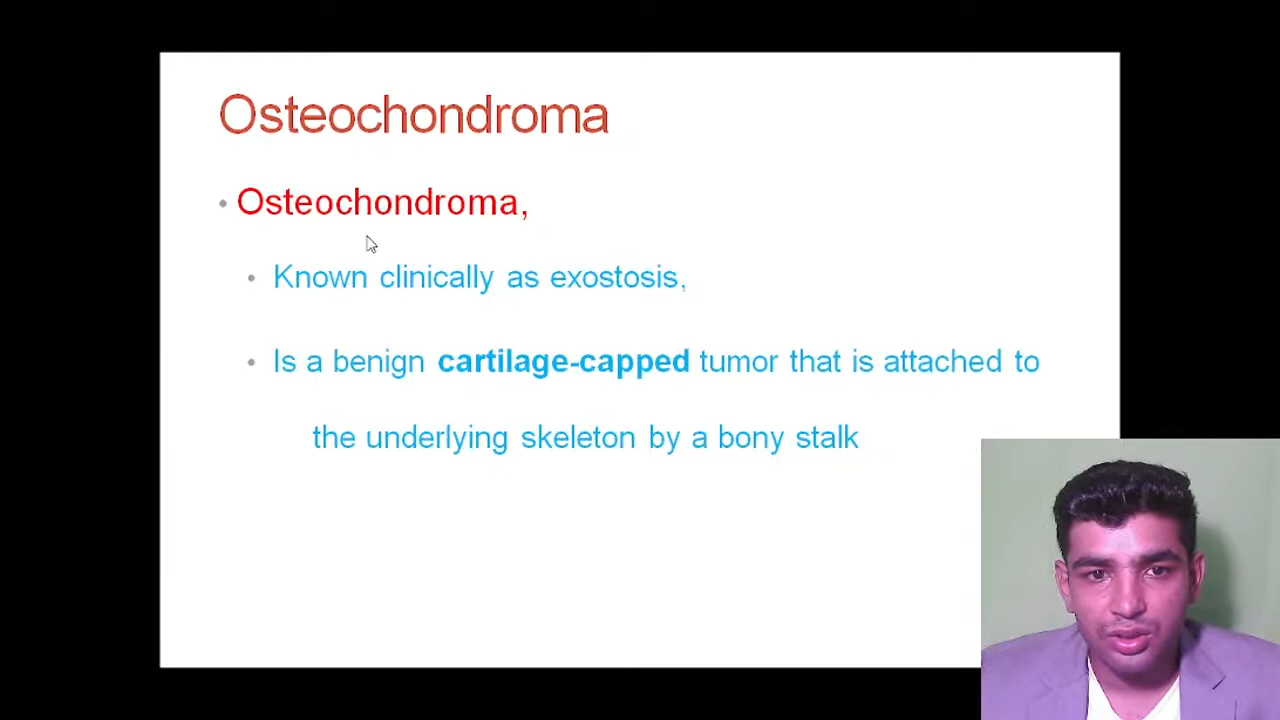 Osteochondroma
• Osteochondroma,
• Known clinically as exostosis,
• Is a benign cartilage-capped tumor that is attached to
the underlying skeleton by a bony stalk